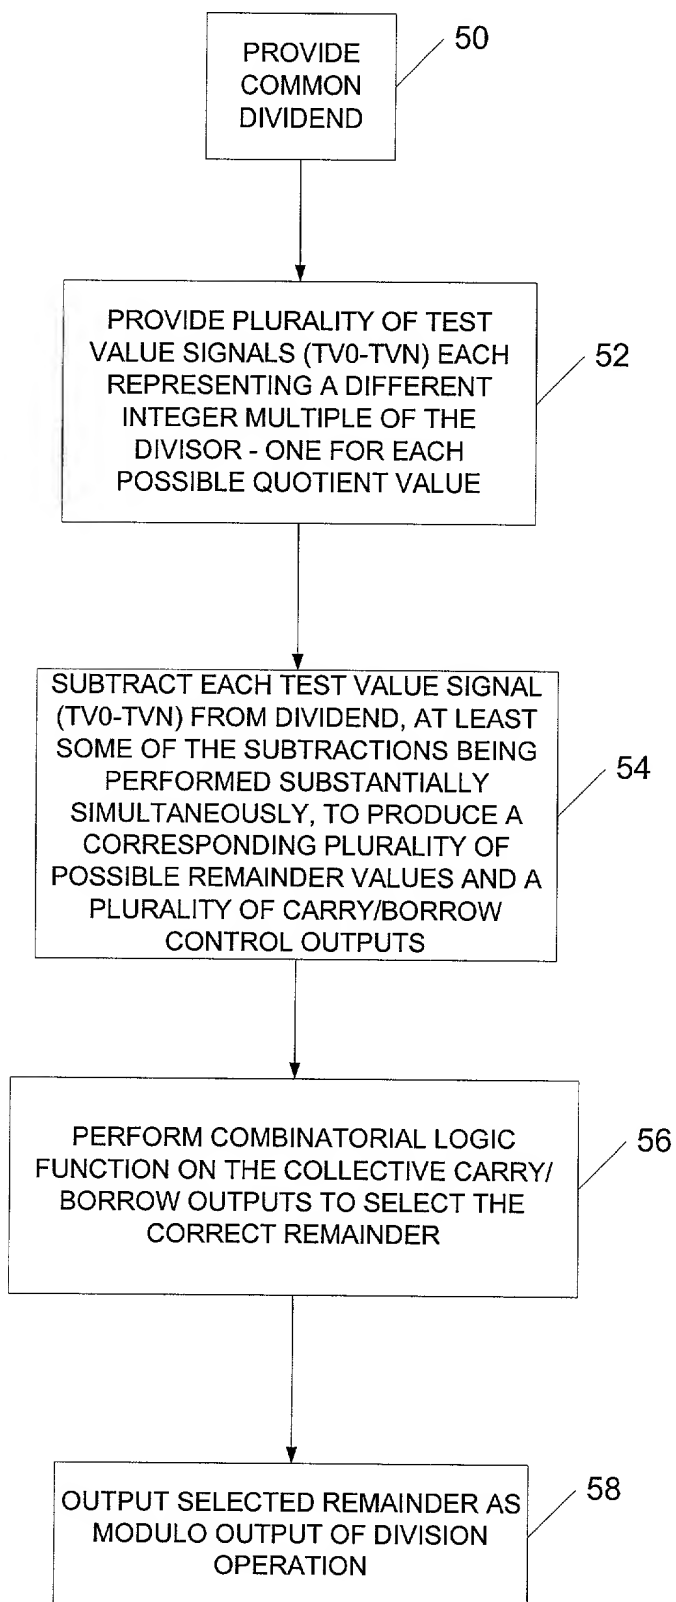 PROVIDE
COMMON
DIVIDEND
50
PROVIDE PLURALITY OF TEST
VALUE SIGNALS (TV0-TVN) EACH
REPRESENTING A DIFFERENT
INTEGER MULTIPLE OF THE
DIVISOR - ONE FOR EACH
POSSIBLE QUOTIENT VALUE
52
SUBTRACT EACH TEST VALUE SIGNAL
(TV0-TVN) FROM DIVIDEND, AT LEAST
SOME OF THE SUBTRACTIONS BEING
PERFORMED SUBSTANTIALLY
SIMULTANEOUSLY, TO PRODUCE A
CORRESPONDING PLURALITY OF
POSSIBLE REMAINDER VALUES AND A
PLURALITY OF CARRY/BORROW
CONTROL OUTPUTS
54
PERFORM COMBINATORIAL LOGIC
FUNCTION ON THE COLLECTIVE CARRY/
BORROW OUTPUTS TO SELECT THE
CORRECT REMAINDER
56
OUTPUT SELECTED REMAINDER AS
MODULO OUTPUT OF DIVISION
OPERATION
58